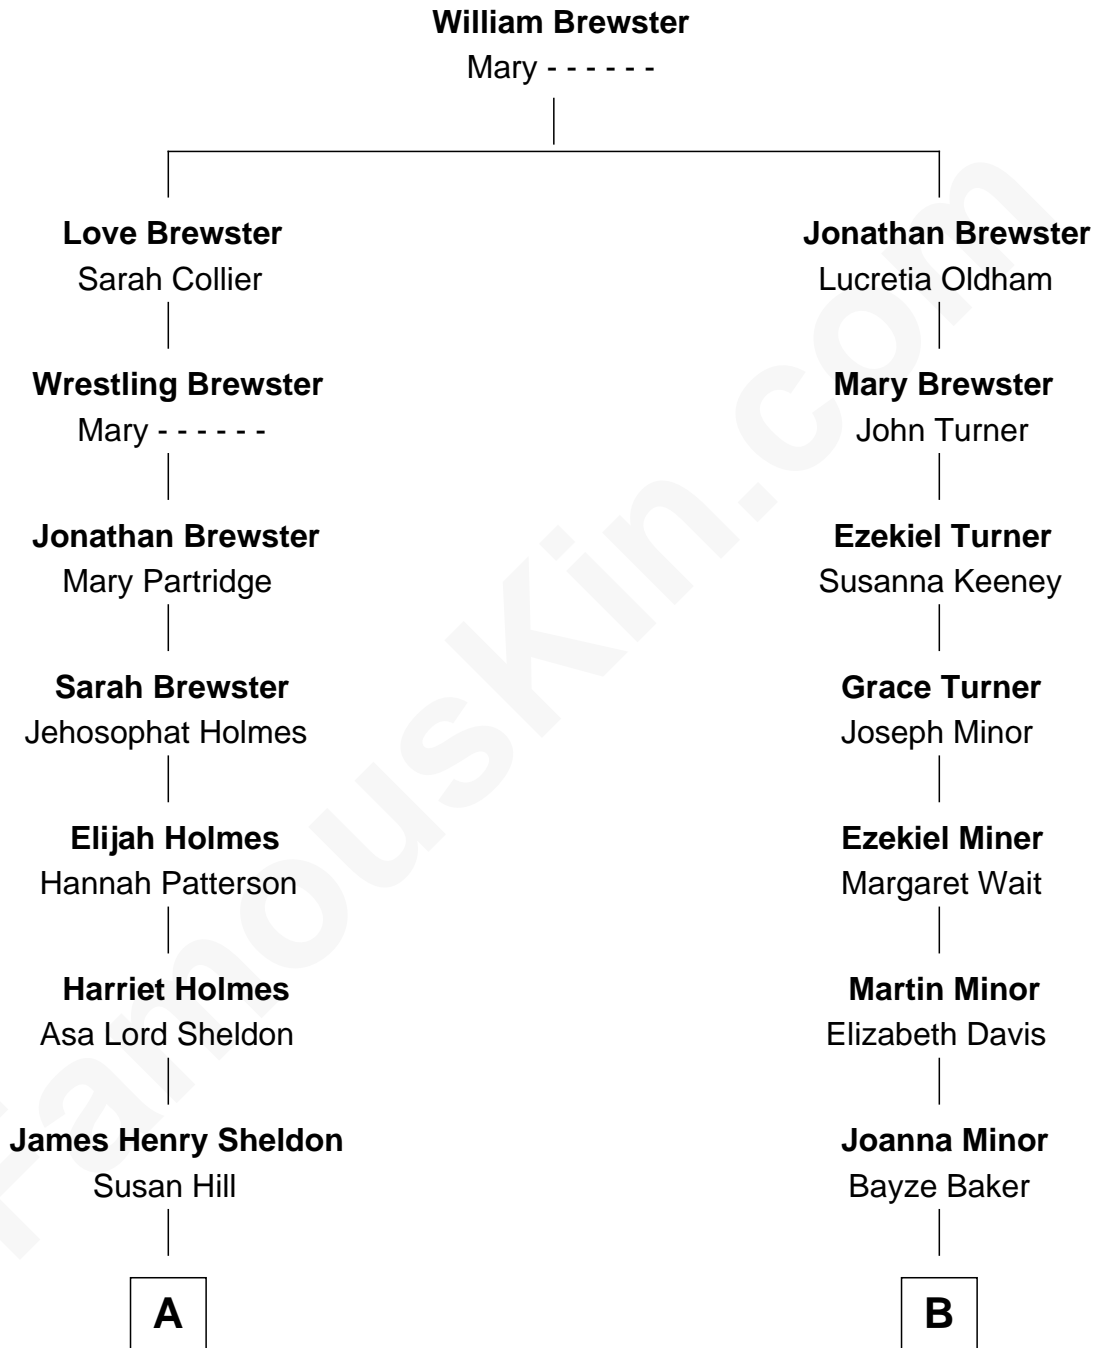 William Brewster
Mary - - - - - -
Love Brewster
Sarah Collier
Wrestling Brewster
Mary - - - - - -
Jonathan Brewster
Mary Partridge
Sarah Brewster
Jehosophat Holmes
Elijah Holmes
Hannah Patterson
Harriet Holmes
Asa Lord Sheldon
James Henry Sheldon
Susan Hill
A
Jonathan Brewster
Lucretia Oldham
Mary Brewster
John Turner
Ezekiel Turner
Susanna Keeney
Grace Turner
Joseph Minor
Ezekiel Miner
Margaret Wait
Martin Minor
Elizabeth Davis
Joanna Minor
Bayze Baker
B
FamousKin.com